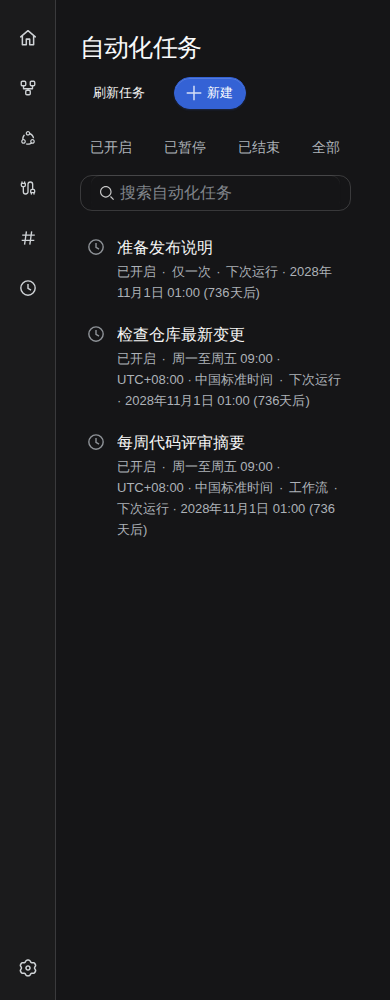 自动化任务
刷新任务 新建
已开启 已暂停 已结束 全部
搜索自动化任务
准备发布说明
已开启 · 仅一次 · 下次运行 · 2028年
11月1日 01:00 (736天后)
检查仓库最新变更
已开启 · 周一至周五 09:00 ·
UTC+08:00 · 中国标准时间 · 下次运行
· 2028年11月1日 01:00 (736天后)
每周代码评审摘要
已开启 · 周一至周五 09:00 ·
UTC+08:00 · 中国标准时间 · 工作流 ·
下次运行 · 2028年11月1日 01:00 (736
天后)